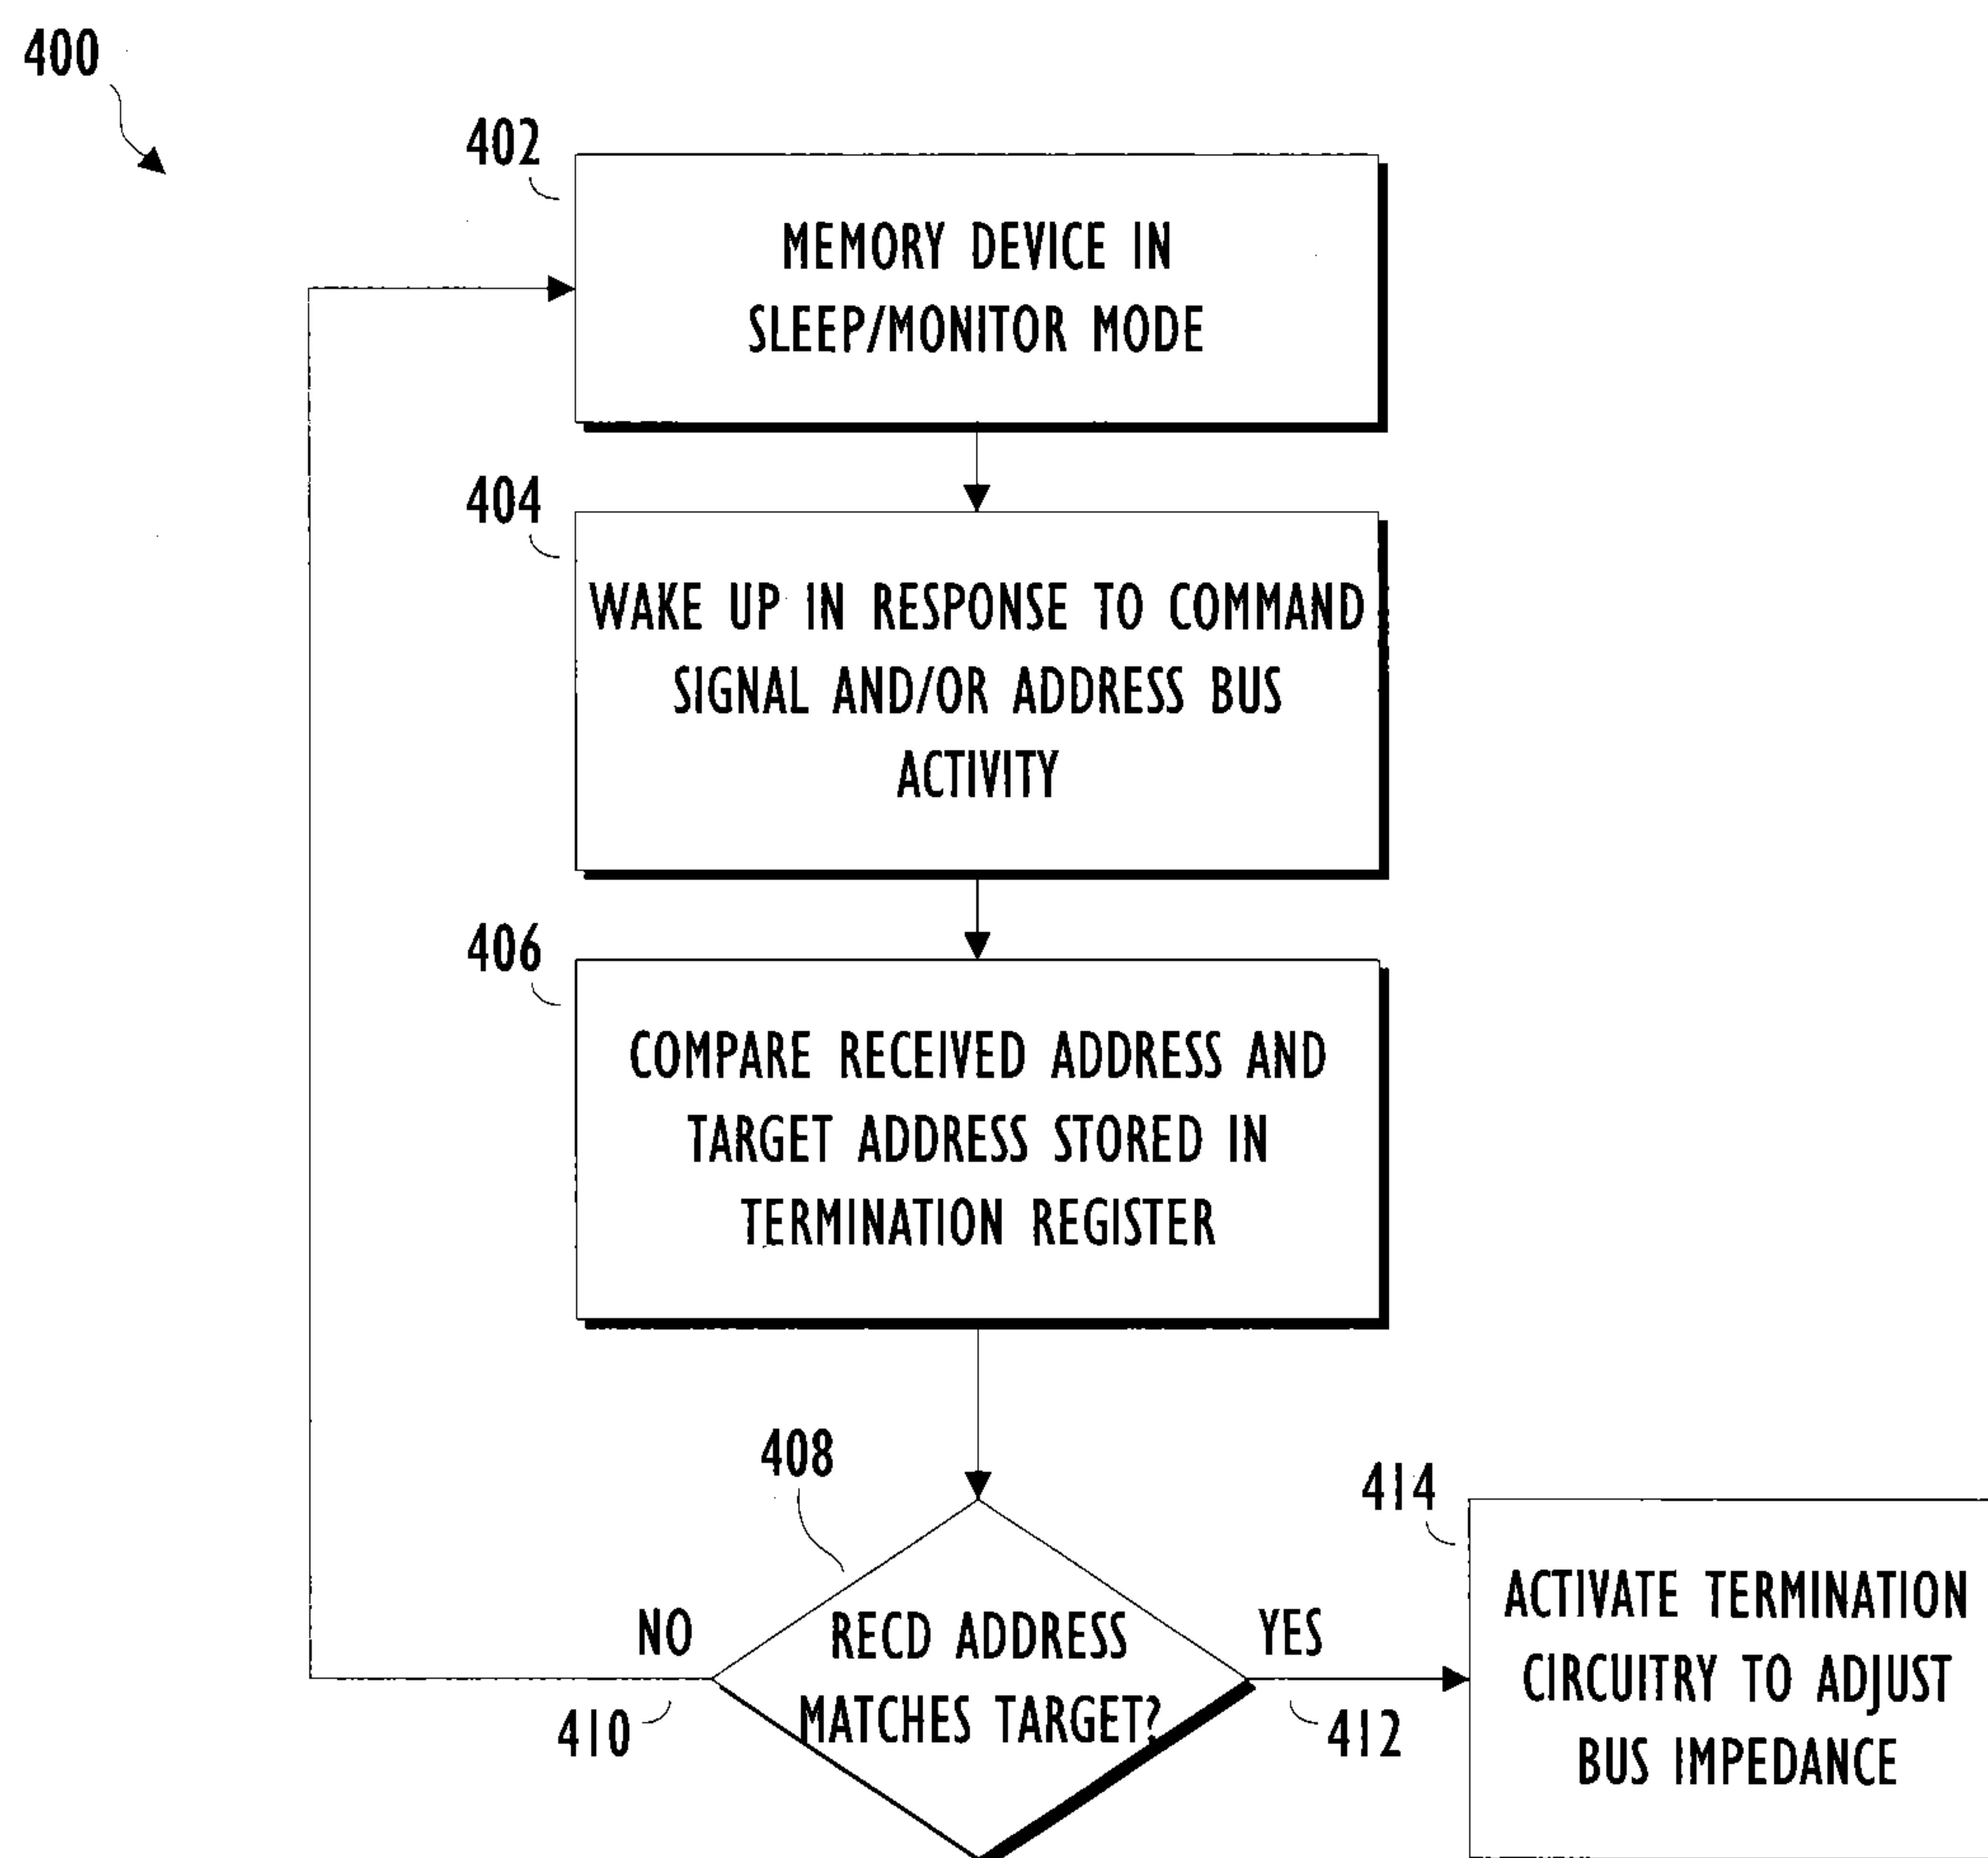 400
402
MEMORY DEVICE IN
SLEEP/MONITOR MODE
404
WAKE UP IN RESPONSE TO COMMAND
SIGNAL AND/OR ADDRESS BUS
ACTIVITY
406
COMPARE RECEIVED ADDRESS AND
TARGET ADDRESS STORED IN
TERMINATION REGISTER
408
RECD ADDRESS
MATCHES TARGET?
NO
410
YES
412
414
ACTIVATE TERMINATION
CIRCUITRY TO ADJUST
BUS IMPEDANCE